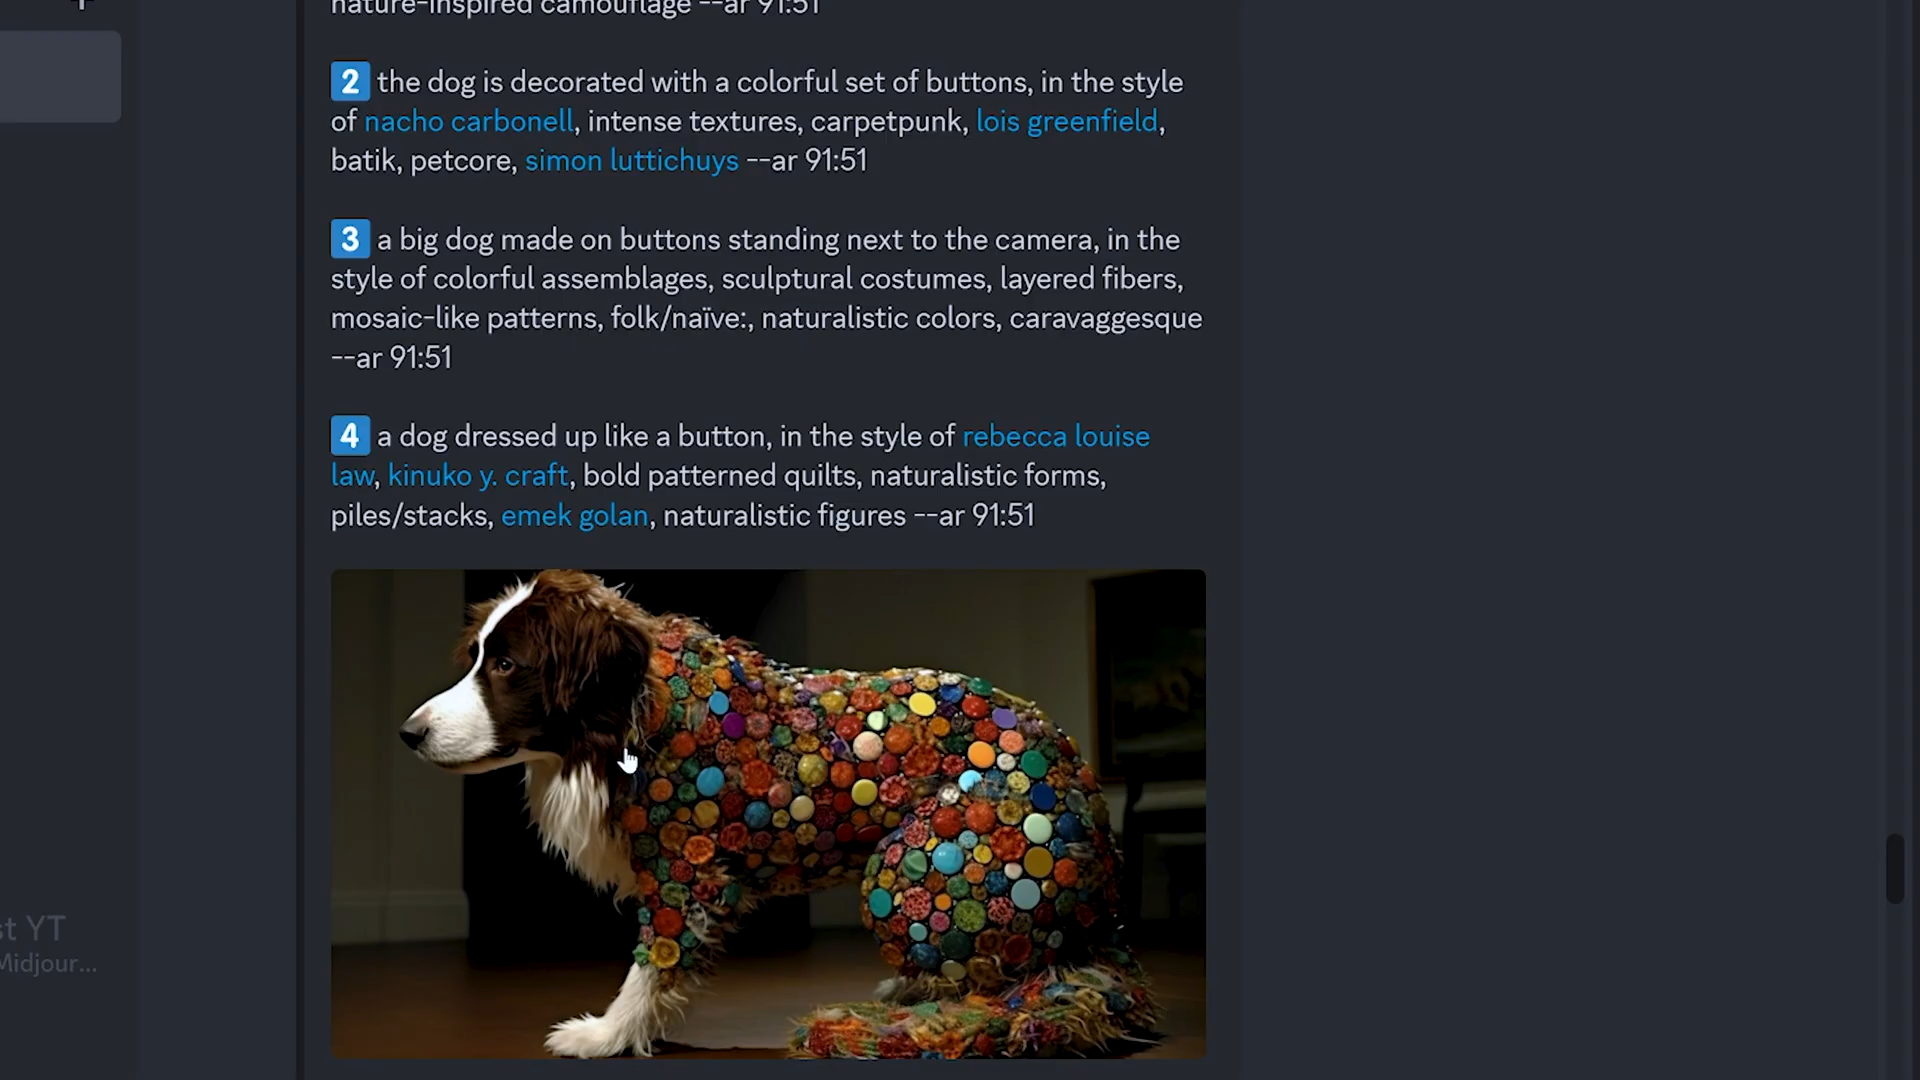 nature-inspired camouflage --ar 91:51
2 the dog is decorated with a colorful set of buttons, in the style
of nacho carbonell, intense textures, carpetpunk, lois greenfield,
batik, petcore, simon luttichuys --ar 91:51
3 a big dog made on buttons standing next to the camera, in the
style of colorful assemblages, sculptural costumes, layered fibers,
mosaic-like patterns, folk/naïve:, naturalistic colors, caravaggesque
--ar 91:51
4 a dog dressed up like a button, in the style of rebecca louise
law, kinuko y. craft, bold patterned quilts, naturalistic forms,
piles/stacks, emek golan, naturalistic figures --ar 91:51
st YT
Midjour...